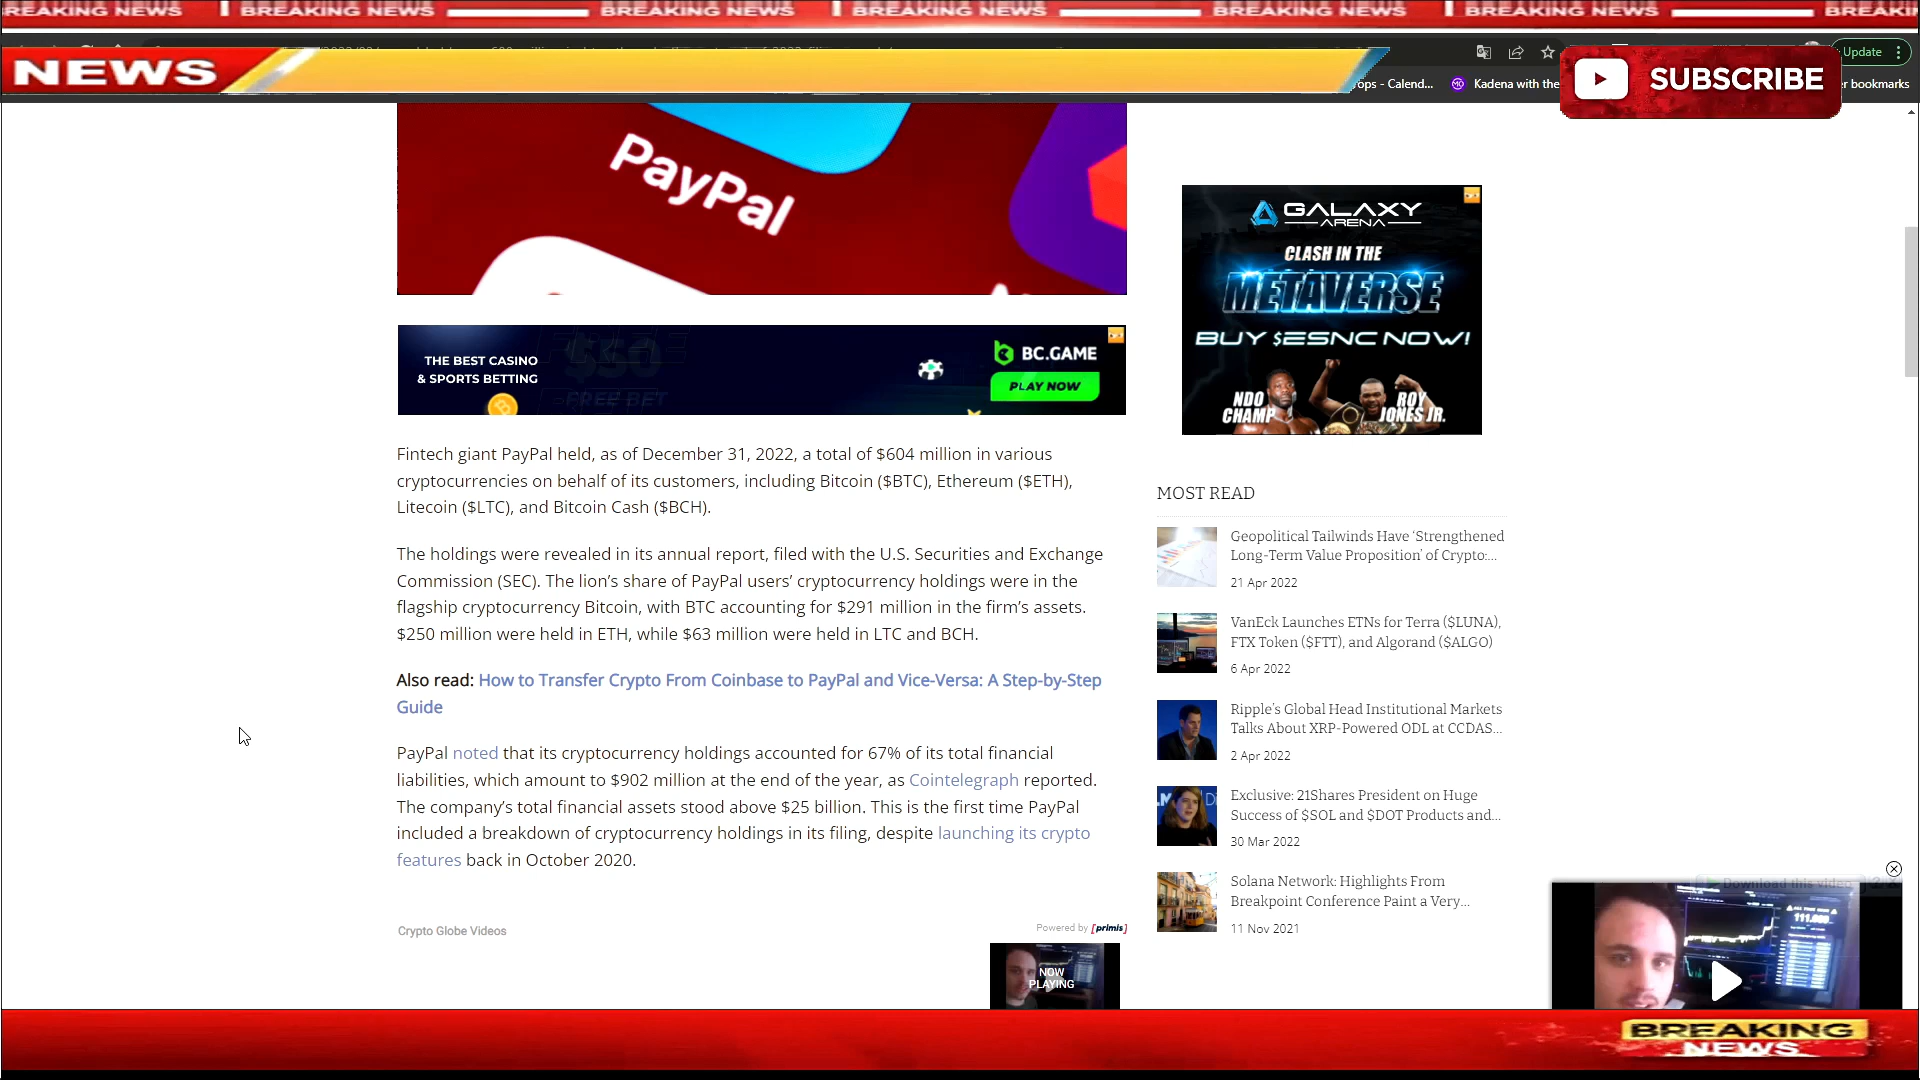 BREAKING NEWS BREAKING NEWS BREAKING NEWS BREAKING NEWS BREAKING NEWS
NEWS
Update
Kadena with the
bookmarks
SUBSCRIBE
PayPal
GALAXY
ARENA
CLASH IN THE
METAVERSE
BUY $ESNC NOW!
NDO
CHAMP
ROY
JONES JR.
THE BEST CASINO
& SPORTS BETTING
$50
FREE BET
BC.GAME
PLAY NOW
Fintech giant PayPal held, as of December 31, 2022, a total of $604 million in various
cryptocurrencies on behalf of its customers, including Bitcoin ($BTC), Ethereum ($ETH),
Litecoin ($LTC), and Bitcoin Cash ($BCH).
The holdings were revealed in its annual report, filed with the U.S. Securities and Exchange
Commission (SEC). The lion's share of PayPal users' cryptocurrency holdings were in the
flagship cryptocurrency Bitcoin, with BTC accounting for $291 million in the firm's assets.
$250 million were held in ETH, while $63 million were held in LTC and BCH.
Also read: How to Transfer Crypto From Coinbase to PayPal and Vice-Versa: A Step-by-Step
Guide
PayPal noted that its cryptocurrency holdings accounted for 67% of its total financial
liabilities, which amount to $902 million at the end of the year, as Cointelegraph reported.
The company's total financial assets stood above $25 billion. This is the first time PayPal
included a breakdown of cryptocurrency holdings in its filing, despite launching its crypto
features back in October 2020.
Crypto Globe Videos
Powered by [primis]
NOW
PLAYING
MOST READ
Geopolitical Tailwinds Have ‘Strengthened
Long-Term Value Proposition’ of Crypto:...
21 Apr 2022
VanEck Launches ETNs for Terra ($LUNA),
FTX Token ($FTT), and Algorand ($ALGO)
6 Apr 2022
Ripple's Global Head Institutional Markets
Talks About XRP-Powered ODL at CCDAS...
2 Apr 2022
Exclusive: 21Shares President on Huge
Success of $SOL and $DOT Products and...
30 Mar 2022
Solana Network: Highlights From
Breakpoint Conference Paint a Very...
11 Nov 2021
Download this video
BREAKING
NEWS